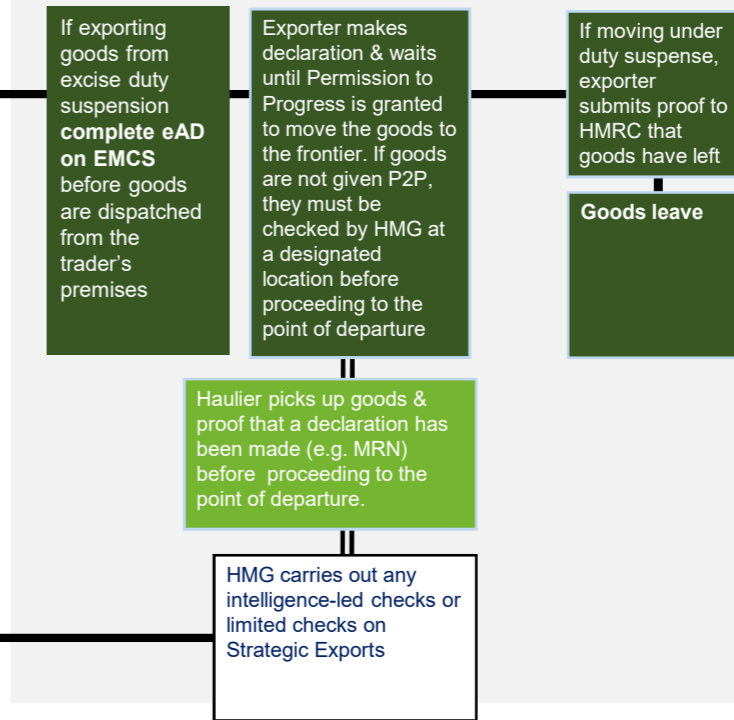 If exporting
goods from
excise duty
suspension
complete eAD
on EMCS
before goods
are dispatched
from the
trader's
premises
Exporter makes
declaration & waits
until Permission to
Progress is granted
to move the goods to
the frontier. If goods
are not given P2P,
they must be
checked by HMG at
a designated
location before
proceeding to the
point of departure
If moving under
duty suspense,
exporter
submits proof to
HMRC that
goods have left
Goods leave
Haulier picks up goods &
proof that a declaration has
been made (e.g. MRN)
before proceeding to the
point of departure.
HMG carries out any
intelligence-led checks or
limited checks on
Strategic Exports